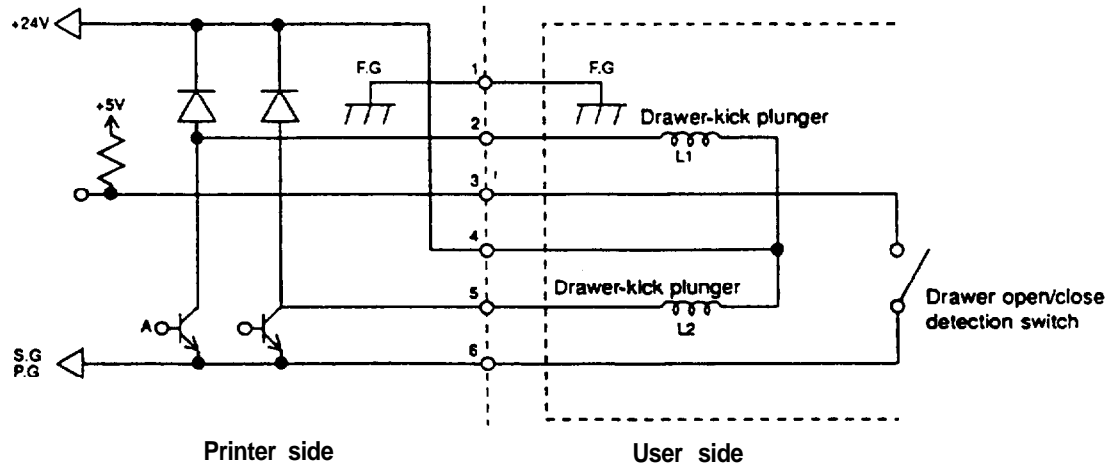 +24V
F.G
1
F.G
+5V
2
Drawer-kick plunger
L1
3
4
5
Drawer-kick plunger
L2
Drawer open/close
detection switch
A
6
S.G
P.G
Printer side
User side